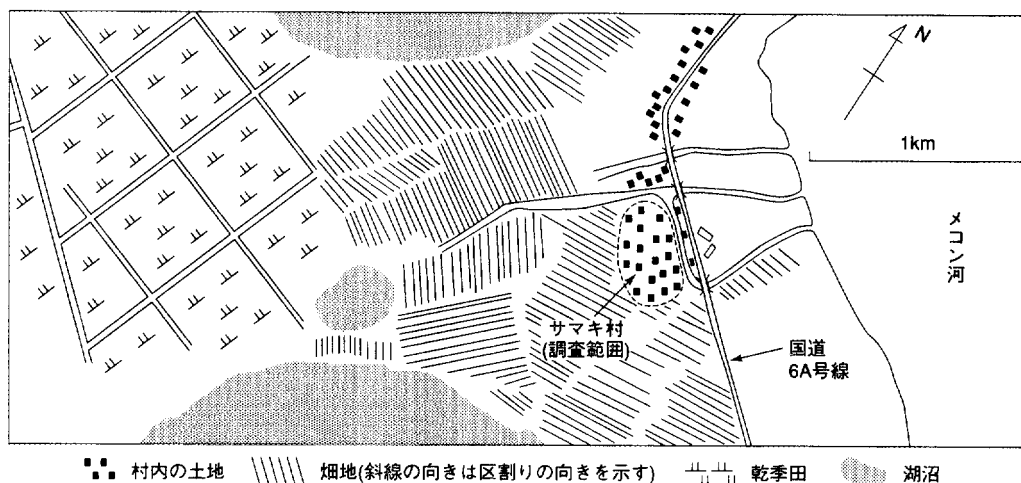 N
1km
メコン河
サマキ村
(調査範囲)
国道
6A号線
村内の土地
畑地(斜線の向きは区割りの向きを示す)
乾季田
湖沼